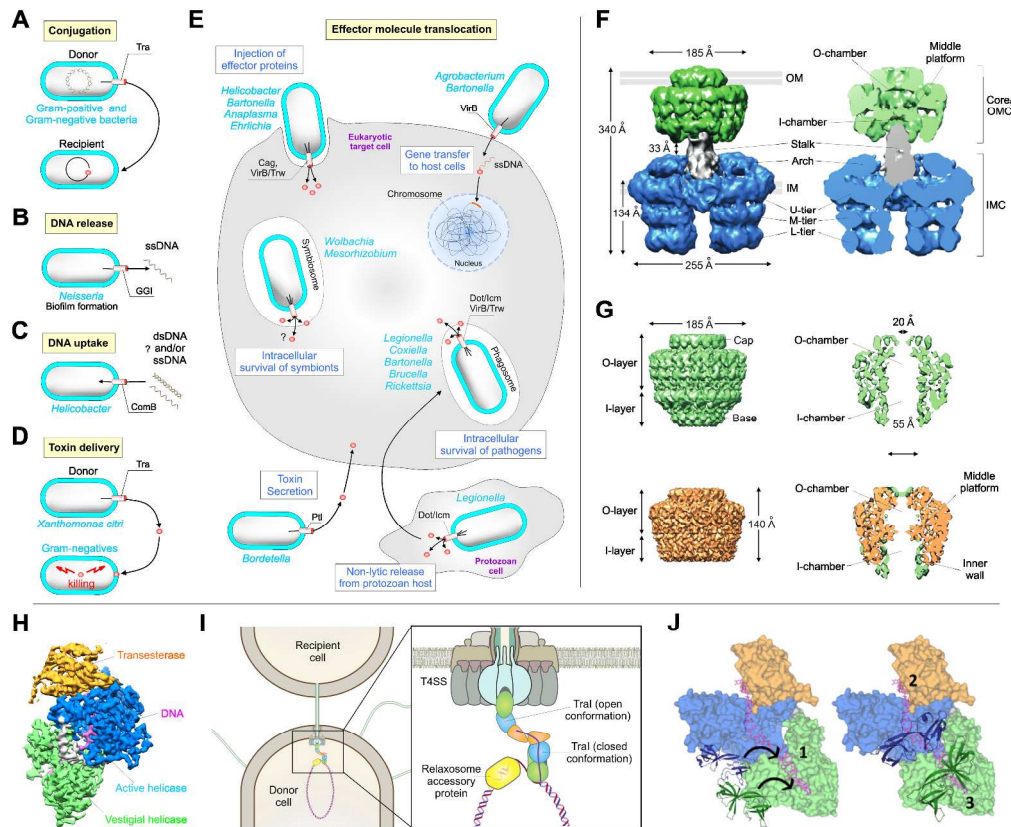 A
Conjugation
Donor
Tra
Gram-positive and
Gram-negative bacteria
Recipient
B
DNA release
ssDNA
Neisseria
GGI
Biofilm formation
C
DNA uptake
dsDNA
? and/or
ssDNA
Helicobacter
ComB
D
Toxin delivery
Donor
Tra
Xanthomonas citri
Gram-negatives
killing
E
Effector molecule translocation
Injection of
effector proteins
Helicobacter
Bartonella
Anaplasma
Ehrlichia
Agrobacterium
Bartonella
VirB
Eukaryotic
target cell
Cag,
VirB/Trw
Gene transfer
to host cells
ssDNA
Chromosome
Nucleus
Symbiosome
Wolbachia
Mesorhizobium
?
Intracellular
survival of symbionts
Dot/Icm
VirB/Trw
Legionella
Coxiella
Bartonella
Brucella
Rickettsia
Phagosome
Intracellular
survival of pathogens
Toxin
Secretion
Ptl
Bordetella
Legionella
Dot/Icm
Protozoan
cell
Non-lytic release
from protozoan host
F
185 Å
OM
340 Å
33 Å
134 Å
255 Å
O-chamber
Middle
platform
I-chamber
Stalk
Arch
IM
U-tier
M-tier
L-tier
Core/
OMC
IMC
G
185 Å
Cap
O-layer
I-layer
Base
20 Å
O-chamber
I-chamber
55 Å
O-layer
I-layer
140 Å
O-chamber
Middle
platform
I-chamber
Inner
wall
H
Transesterase
DNA
Active helicase
Vestigial helicase
I
Recipient
cell
Donor
cell
T4SS
TraI (open
conformation)
TraI (closed
conformation)
Relaxosome
accessory
protein
J
1
2
3